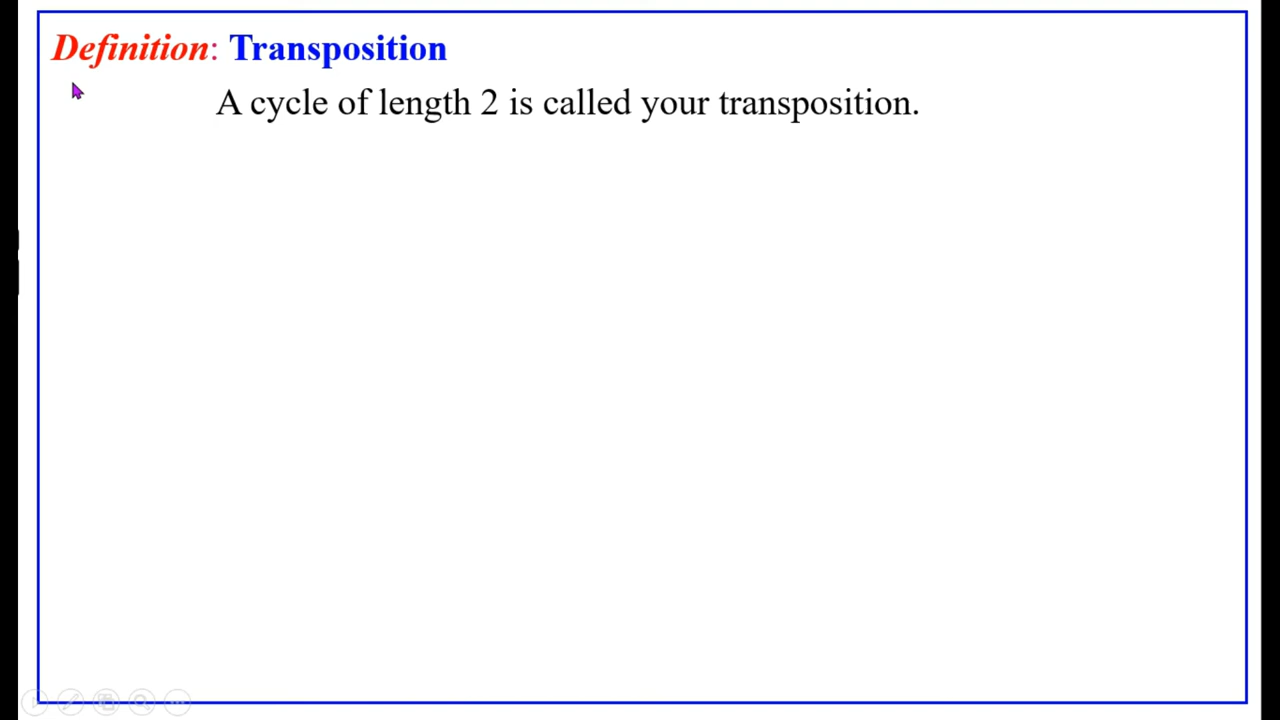 Definition: Transposition
A cycle of length 2 is called your transposition.